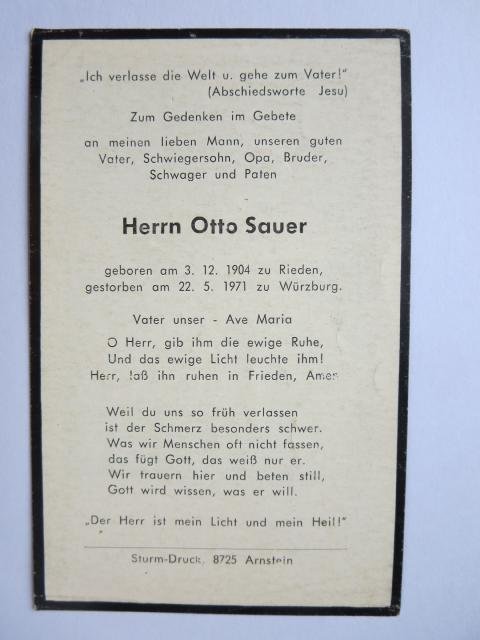 „Ich verlasse die Welt u. gehe zum Vater!"
(Abschiedsworte Jesu)
Zum Gedenken im Gebete
an meinen lieben Mann, unseren guten
Vater, Schwiegersohn, Opa, Bruder,
Schwager und Paten
Herrn Otto Sauer
geboren am 3. 12. 1904 zu Rieden,
gestorben am 22. 5. 1971 zu Würzburg.
Vater unser - Ave Maria
O Herr, gib ihm die ewige Ruhe,
Und das ewige Licht leuchte ihm!
Herr, laß ihn ruhen in Frieden, Amen
Weil du uns so früh verlassen
ist der Schmerz besonders schwer.
Was wir Menschen oft nicht fassen,
das fügt Gott, das weiß nur er.
Wir trauern hier und beten still,
Gott wird wissen, was er will.
„Der Herr ist mein Licht und mein Heil!"
Sturm-Druck, 8725 Arnstein